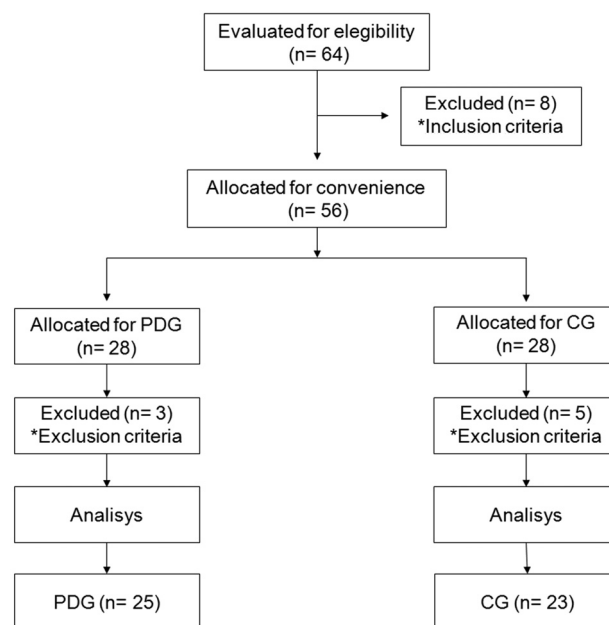 Evaluated for elegibility
(n= 64)
Excluded (n= 8)
*Inclusion criteria
Allocated for convenience
(n= 56)
Allocated for PDG
(n= 28)
Allocated for CG
(n= 28)
Excluded (n= 3)
*Exclusion criteria
Excluded (n= 5)
*Exclusion criteria
Analisys
Analisys
PDG (n= 25)
CG (n= 23)